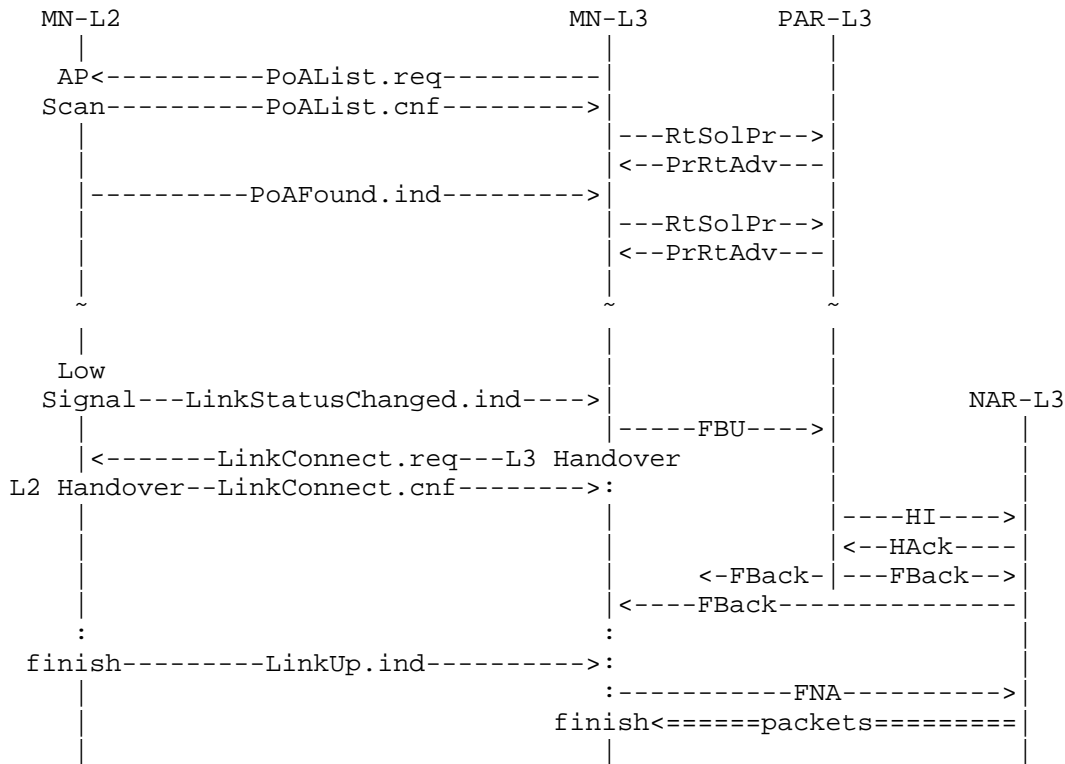 MN-L2                                MN-L3          PAR-L3
  |                                    |               |
 AP<----------PoAList.req----------|               |
Scan----------PoAList.cnf--------->|               |
  |                                    |---RtSolPr-->|
  |                                    |<--PrRtAdv---|
  |----------PoAFound.ind--------->|               |
  |                                    |---RtSolPr-->|
  |                                    |<--PrRtAdv---|
  |                                    |               |
  ~                                    ~               ~
  |                                    |               |
 Low                                   |               |
Signal---LinkStatusChanged.ind---->|               |         NAR-L3
  |                                    |-----FBU---->|            |
  |<-------LinkConnect.req---L3 Handover            |            |
L2 Handover--LinkConnect.cnf-------->:               |            |
  |                                    |               |----HI---->|
  |                                    |               |<--HAck----|
  |                                    |      <-FBack-|---FBack-->|
  |                                    |<----FBack---------------|
  :                                    :                            |
finish---------LinkUp.ind---------->:                            |
  |                                    :-----------FNA---------->|
  |                                finish<======packets=========|
  |                                    |                            |